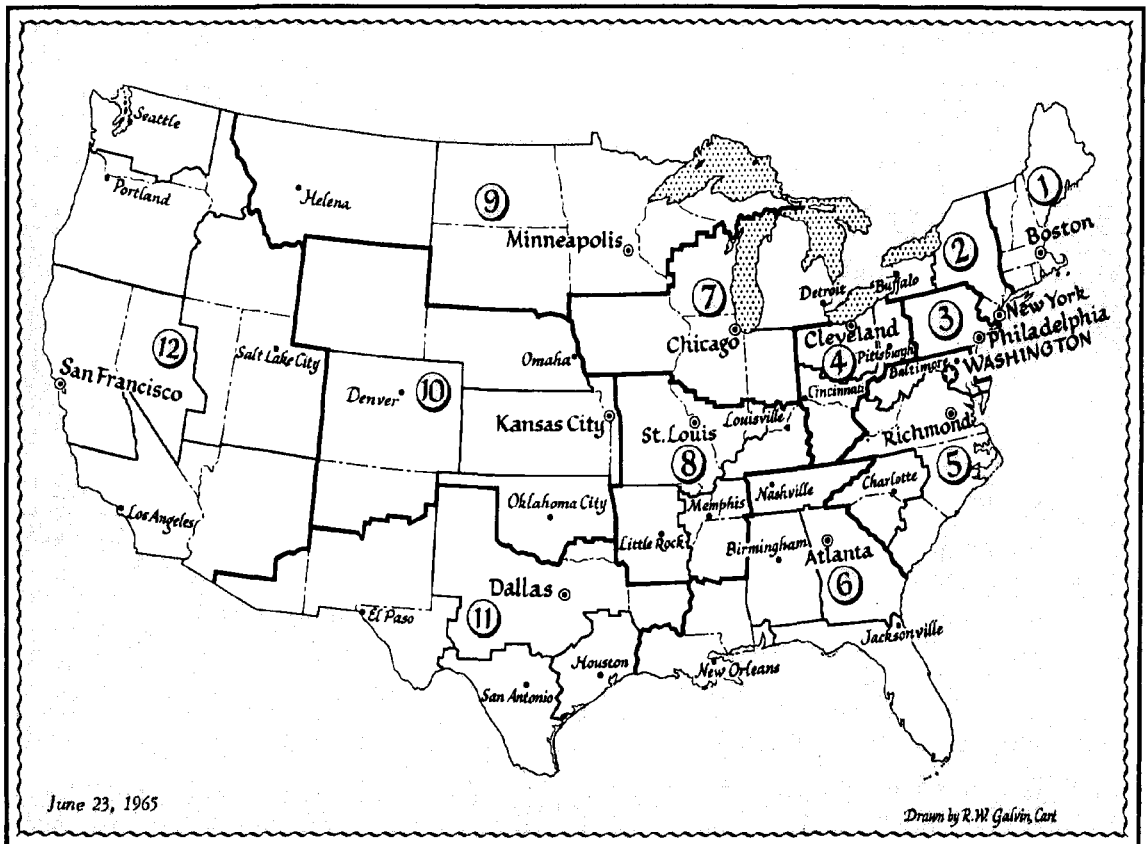 Seattle
Portland
Helena
9
Minneapolis
1
Boston
2
Detroit
Buffalo
New York
7
3
Philadelphia
Chicago
Cleveland
Pittsburgh
4
Baltimore
WASHINGTON
Cincinnati
12
Salt Lake City
Omaha
San Francisco
Denver
10
Kansas City
St. Louis
Louisville
Richmond
8
5
Los Angeles
Oklahoma City
Memphis
Nashville
Charlotte
Little Rock
Birmingham
Atlanta
6
Dallas
El Paso
11
Jacksonville
Houston
New Orleans
San Antonio
June 23, 1965
Drawn by R.W. Galvin, Cart